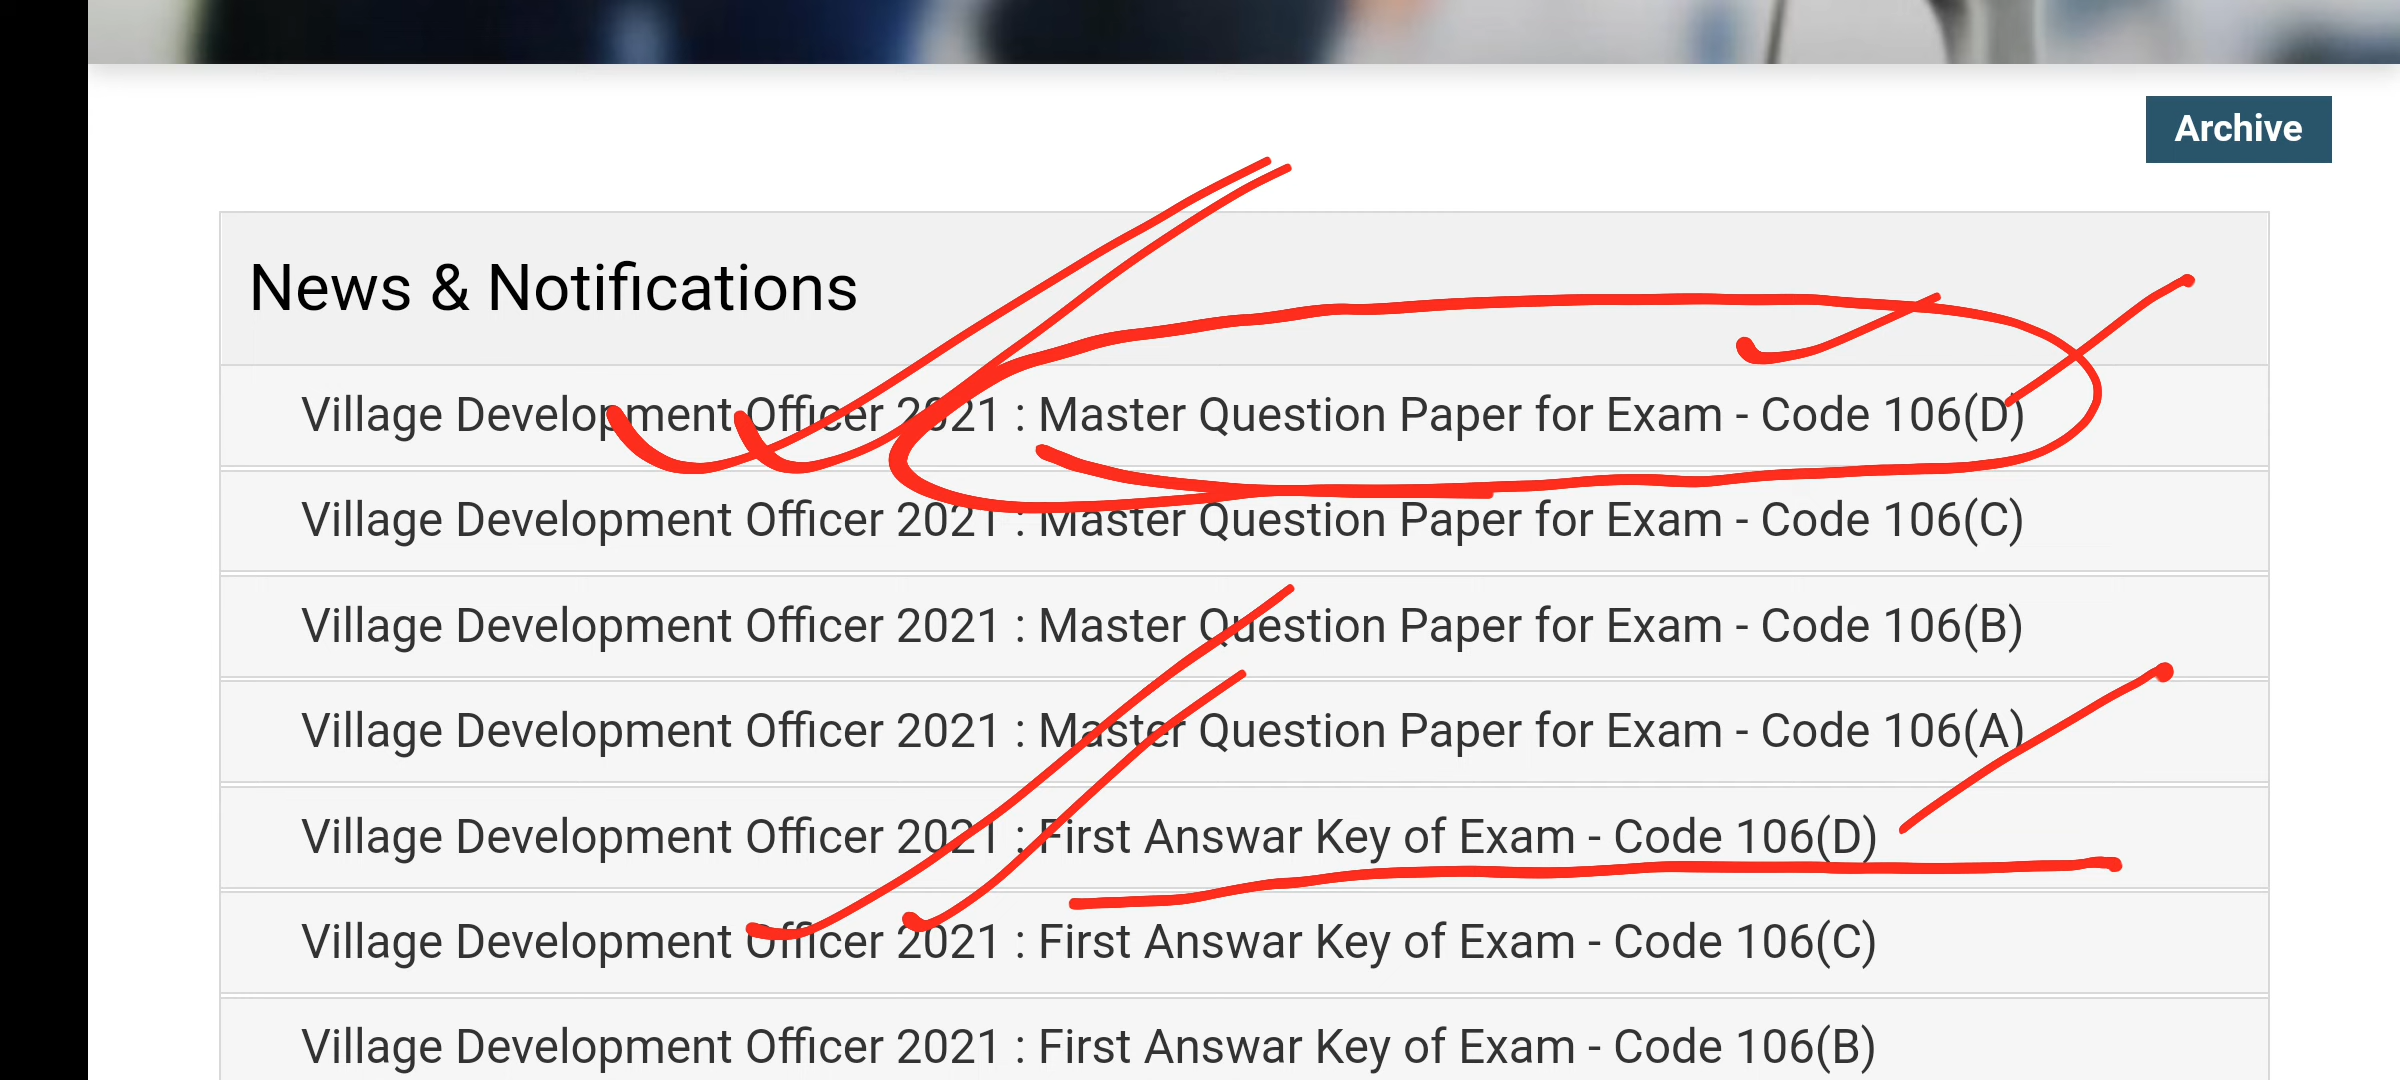 Archive
News & Notifications
Village Development Officer 2021 : Master Question Paper for Exam - Code 106(D)
Village Development Officer 2021 : Master Question Paper for Exam - Code 106(C)
Village Development Officer 2021 : Master Question Paper for Exam - Code 106(B)
Village Development Officer 2021 : Master Question Paper for Exam - Code 106(A)
Village Development Officer 2021 : First Answar Key of Exam - Code 106(D)
Village Development Officer 2021 : First Answar Key of Exam - Code 106(C)
Village Development Officer 2021 : First Answar Key of Exam - Code 106(B)